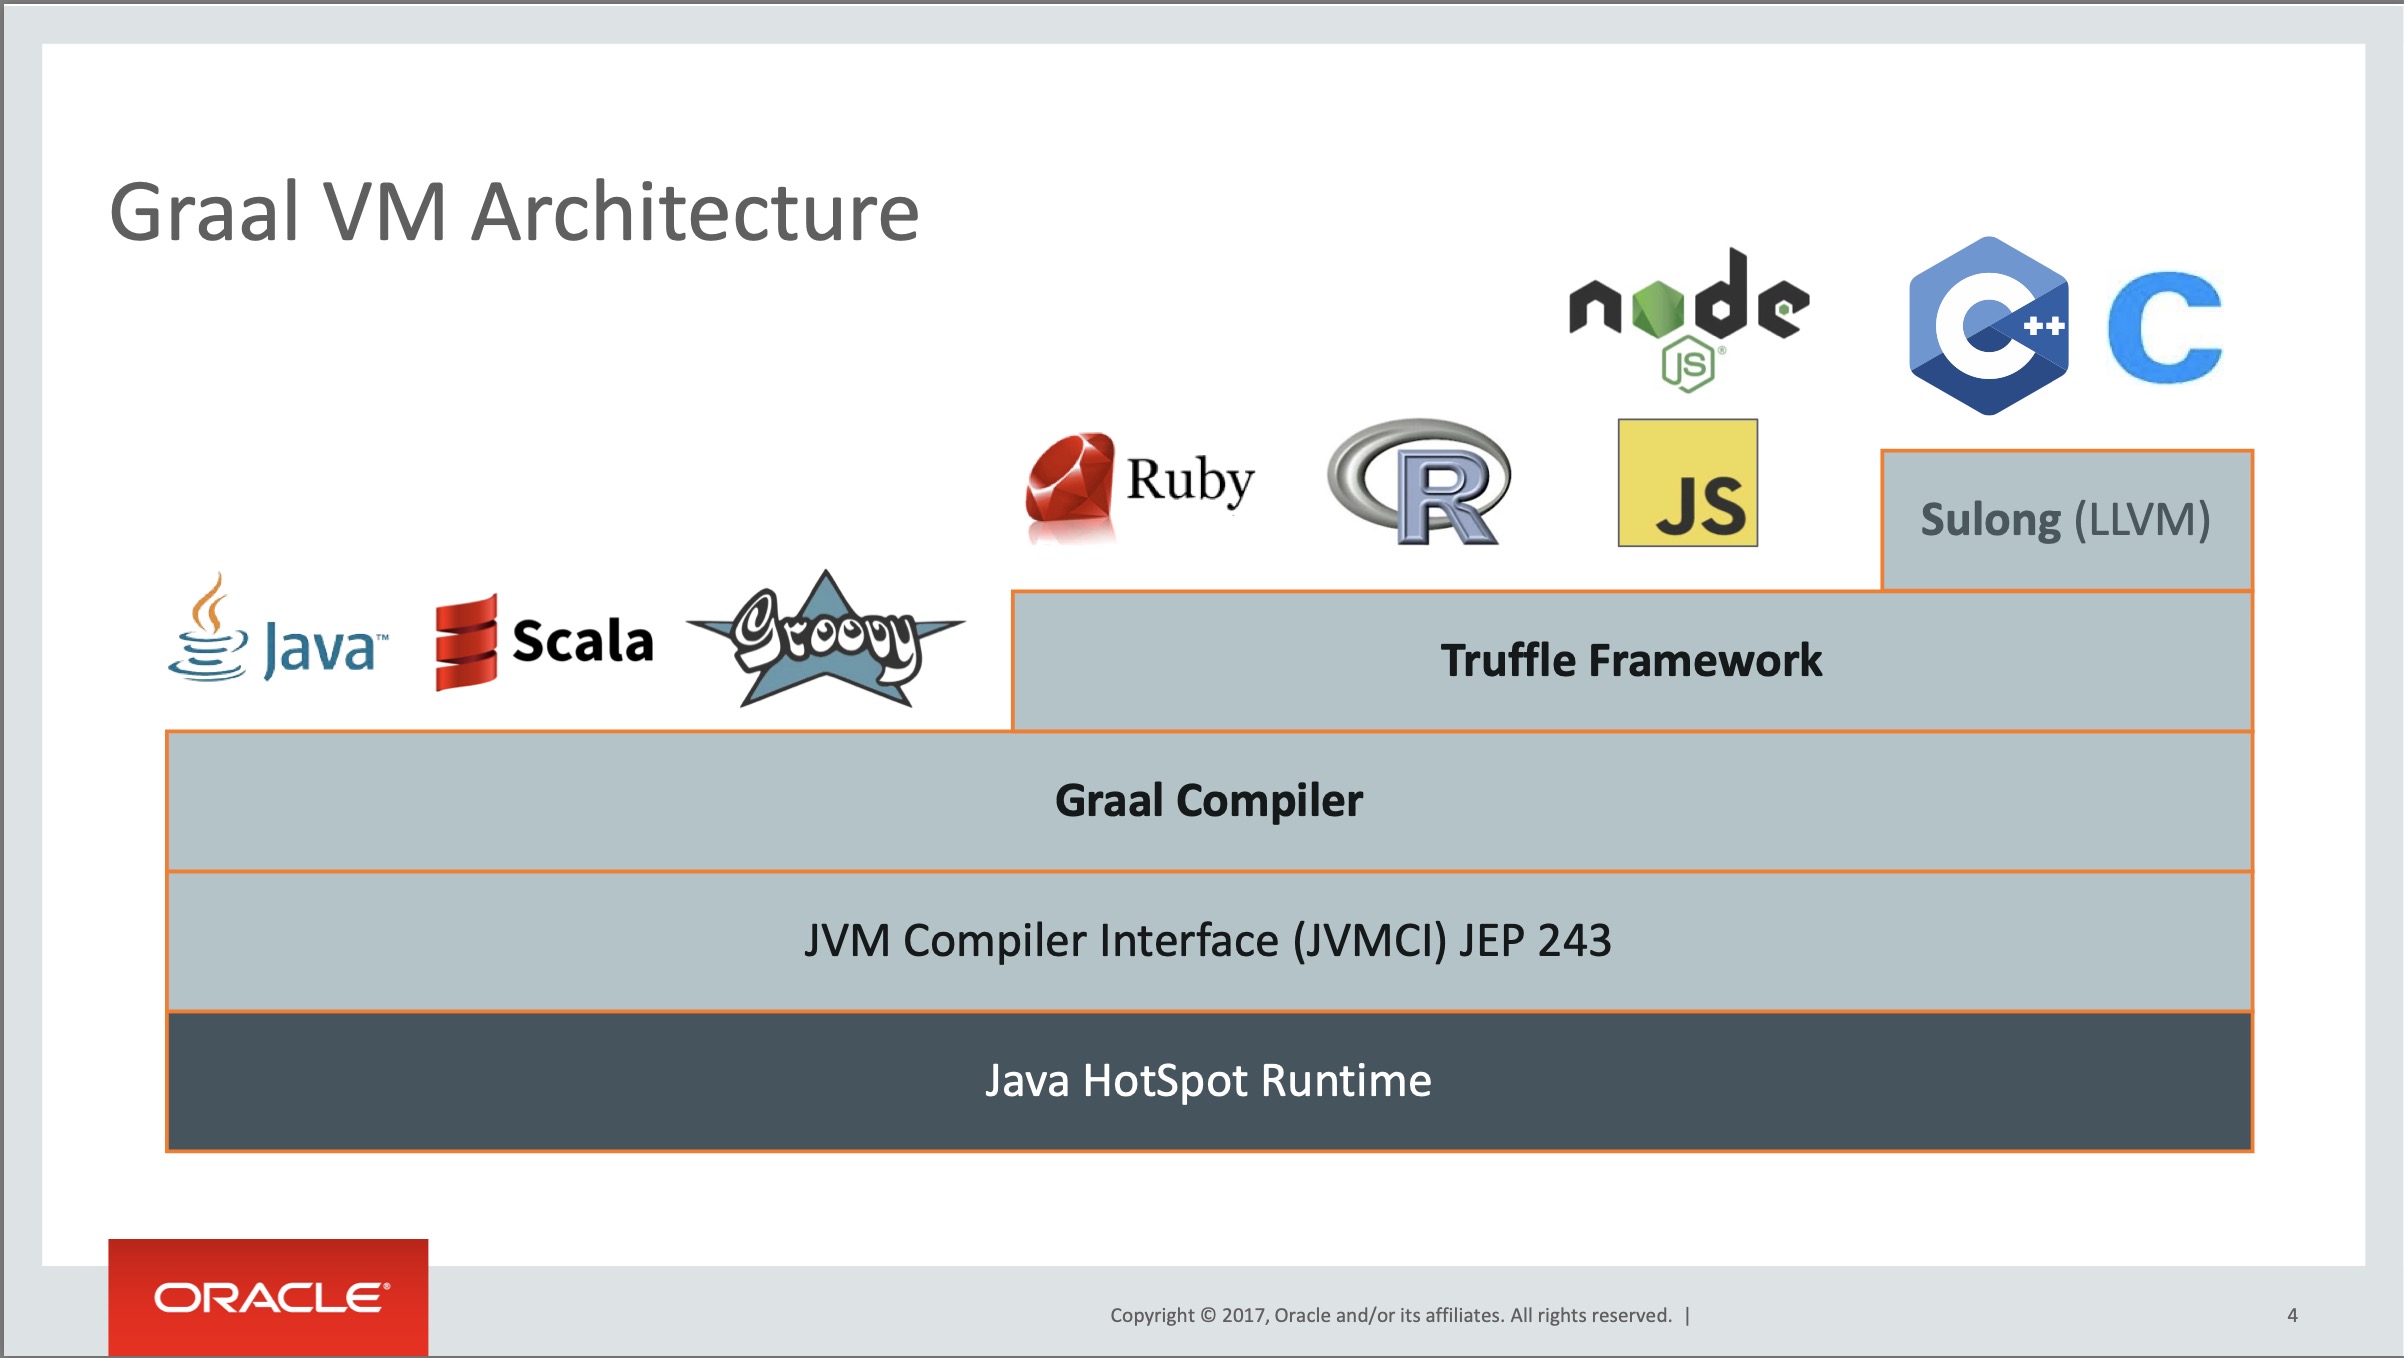 Graal VM Architecture
node
JS®
C++
C
Ruby
R
JS
Sulong (LLVM)
Java™
Scala
Groovy
Truffle Framework
Graal Compiler
JVM Compiler Interface (JVMCI) JEP 243
Java HotSpot Runtime
ORACLE®
Copyright © 2017, Oracle and/or its affiliates. All rights reserved. |
4